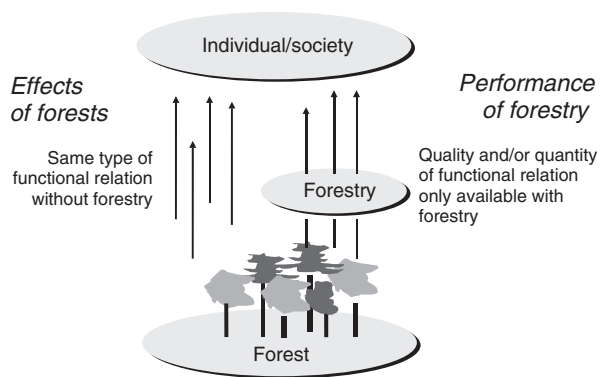 Individual/society
Effects
of forests
Same type of
functional relation
without forestry
Performance
of forestry
Quality and/or quantity
of functional relation
only available with
forestry
Forestry
Forest